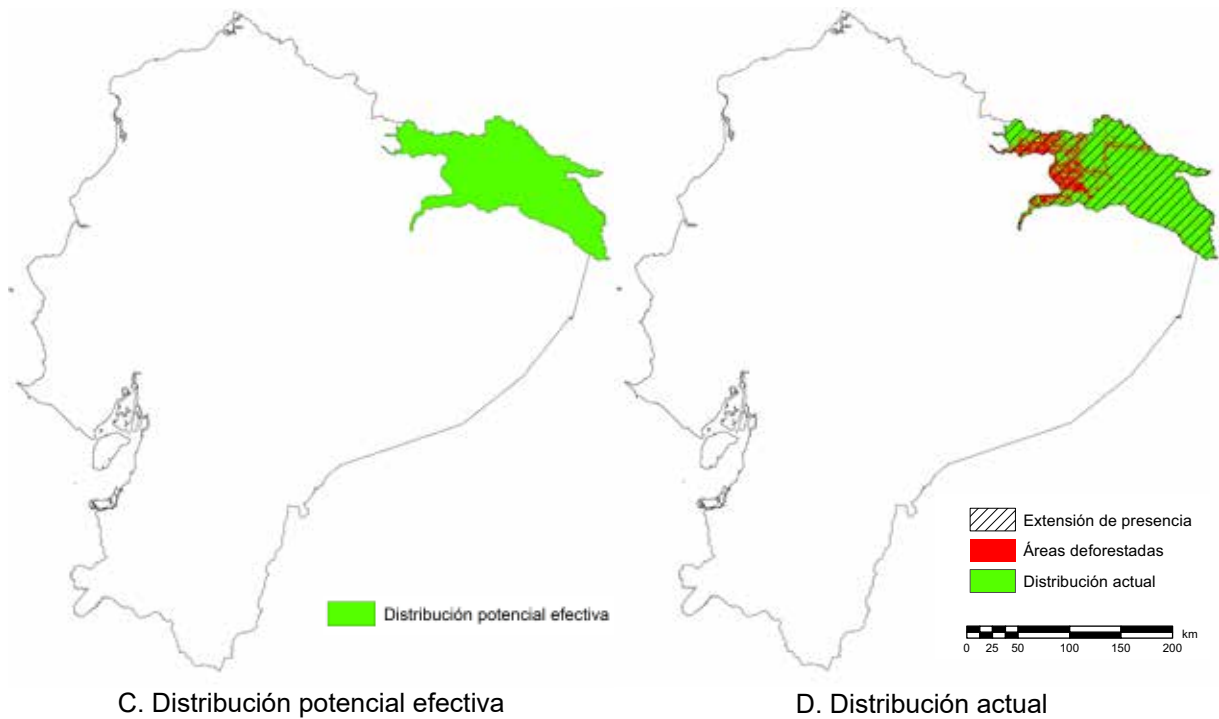 Distribución potencial efectiva
C. Distribución potencial efectiva
Extensión de presencia
Áreas deforestadas
Distribución actual
km
0 25 50 100 150 200
D. Distribución actual